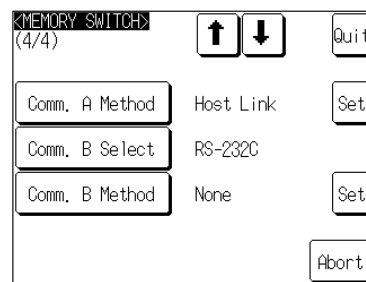 <MEMORY SWITCH>
(4/4)
Quit
Comm. A Method Host Link Set
Comm. B Select RS-232C
Comm. B Method None Set
Abort